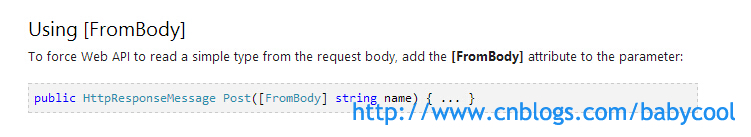 Using [FromBody]
To force Web API to read a simple type from the request body, add the [FromBody] attribute to the parameter:
public HttpResponseMessage Post([FromBody] string name) { ... }
http://www.cnblogs.com/babycool